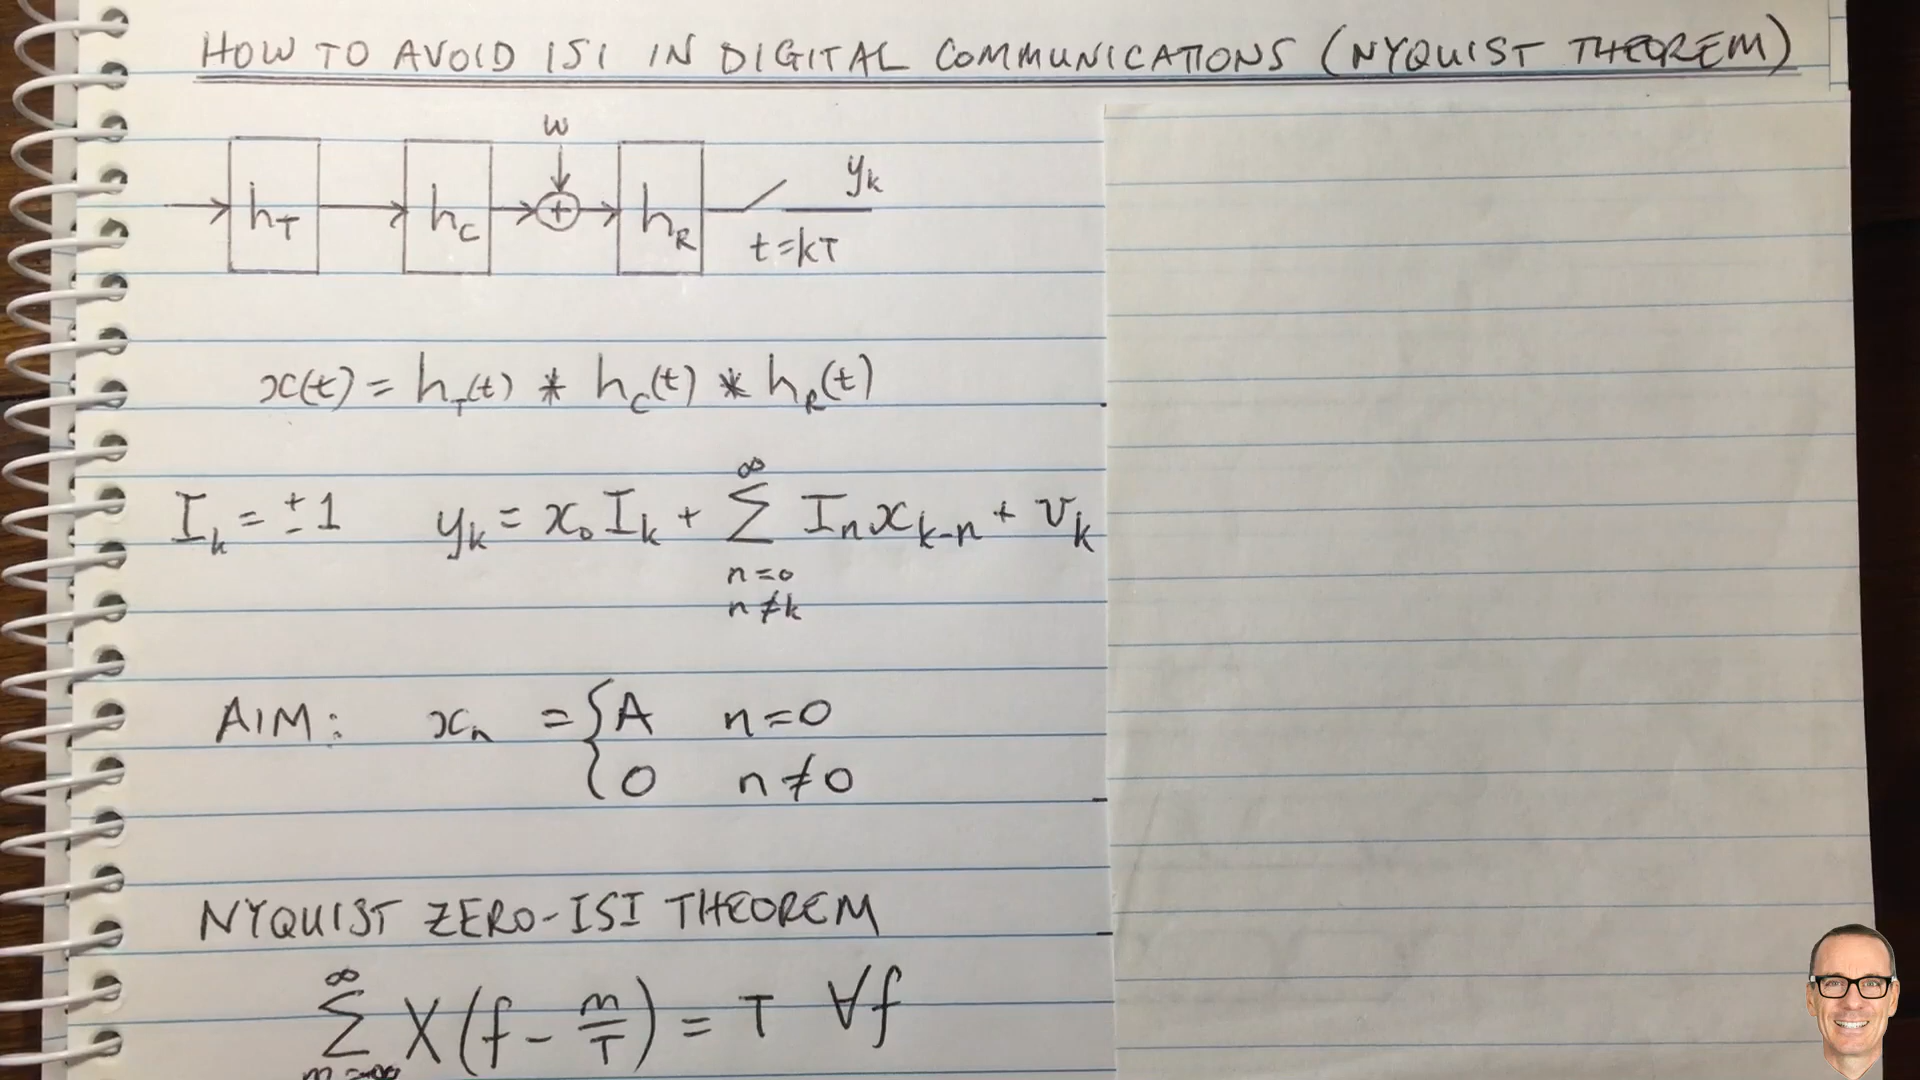 HOW TO AVOID ISI IN DIGITAL COMMUNICATIONS (NYQUIST THEOREM)
w
h_T h_C + h_R y_k
t=kT
x(t) = h_T(t) * h_C(t) * h_R(t)
I_k = ±1 y_k = x_0 I_k + ∑_{n=0, n≠k}^{∞} I_n x_{k-n} + v_k
AIM: x_n = { A n=0
0 n≠0
NYQUIST ZERO-ISI THEOREM
∑_{m=-∞}^{∞} X(f - m/T) = T ∀f